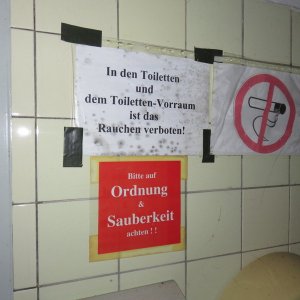 In den Toiletten
und
dem Toiletten-Vorraum
ist das
Rauchen verboten!
Bitte auf
Ordnung
&
Sauberkeit
achten ! !